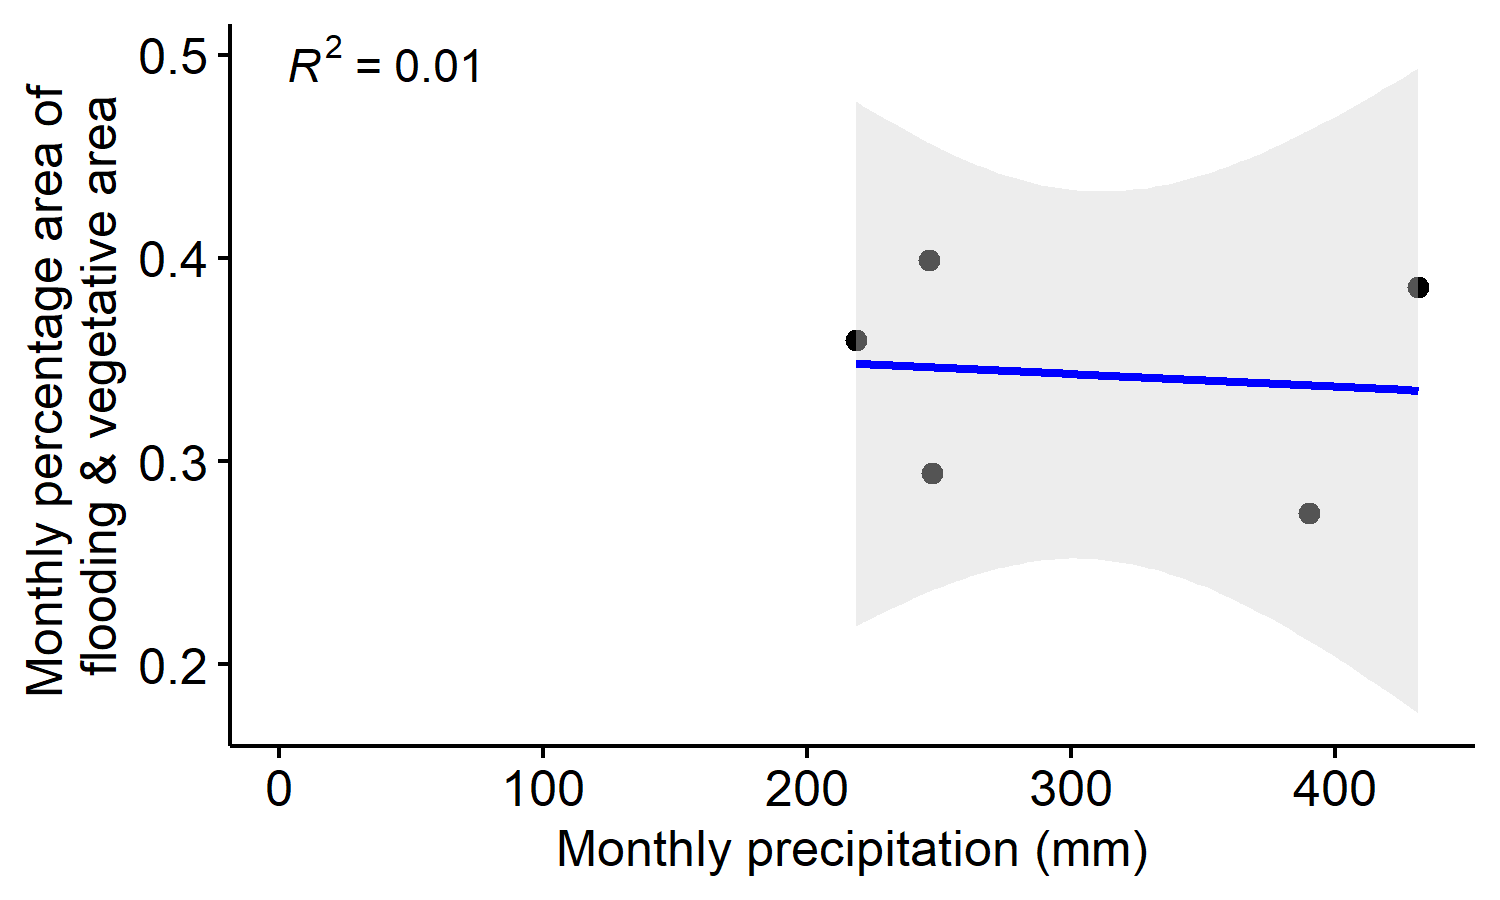 R² = 0.01
Monthly percentage area of
flooding & vegetative area
0.5
0.4
0.3
0.2
0 100 200 300 400
Monthly precipitation (mm)